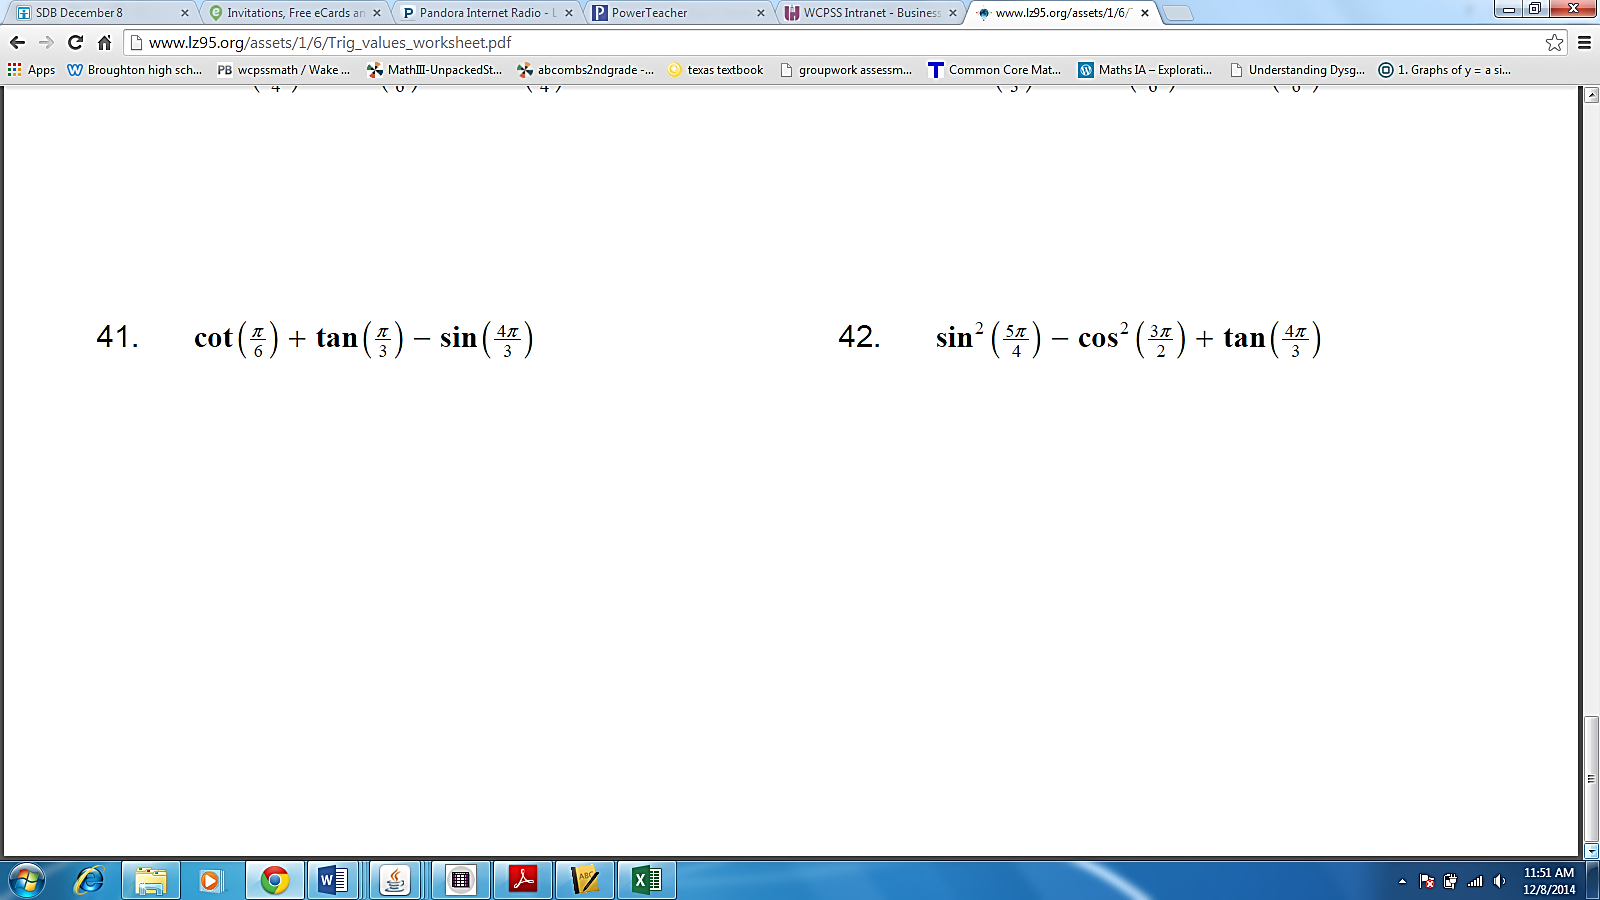 SDB December 8
Invitations, Free eCards an
Pandora Internet Radio - L
PowerTeacher
WCPSS Intranet - Business
www.lz95.org/assets/1/6/T
www.lz95.org/assets/1/6/Trig_values_worksheet.pdf
Apps
Broughton high sch...
PB wcpssmath / Wake ...
MathIII-UnpackedSt...
abcombs2ndgrade -...
texas textbook
groupwork assessm...
Common Core Mat...
Maths IA – Explorati...
Understanding Dysg...
1. Graphs of y = a si...
41. cot(π/6) + tan(π/3) − sin(4π/3)
42. sin²(5π/4) − cos²(3π/2) + tan(4π/3)
11:51 AM
12/8/2014